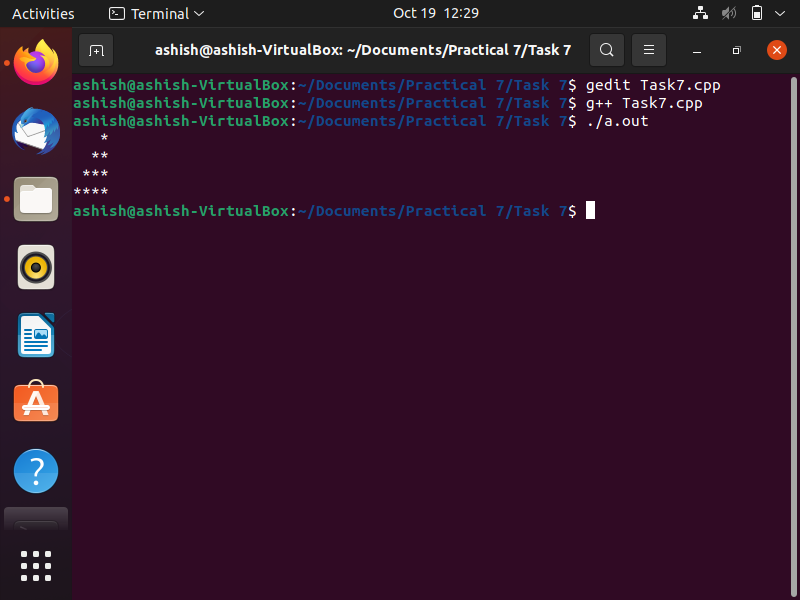 Activities Terminal Oct 19 12:29
ashish@ashish-VirtualBox: ~/Documents/Practical 7/Task 7
ashish@ashish-VirtualBox:~/Documents/Practical 7/Task 7$ gedit Task7.cpp
ashish@ashish-VirtualBox:~/Documents/Practical 7/Task 7$ g++ Task7.cpp
ashish@ashish-VirtualBox:~/Documents/Practical 7/Task 7$ ./a.out
   *
  **
 ***
****
ashish@ashish-VirtualBox:~/Documents/Practical 7/Task 7$